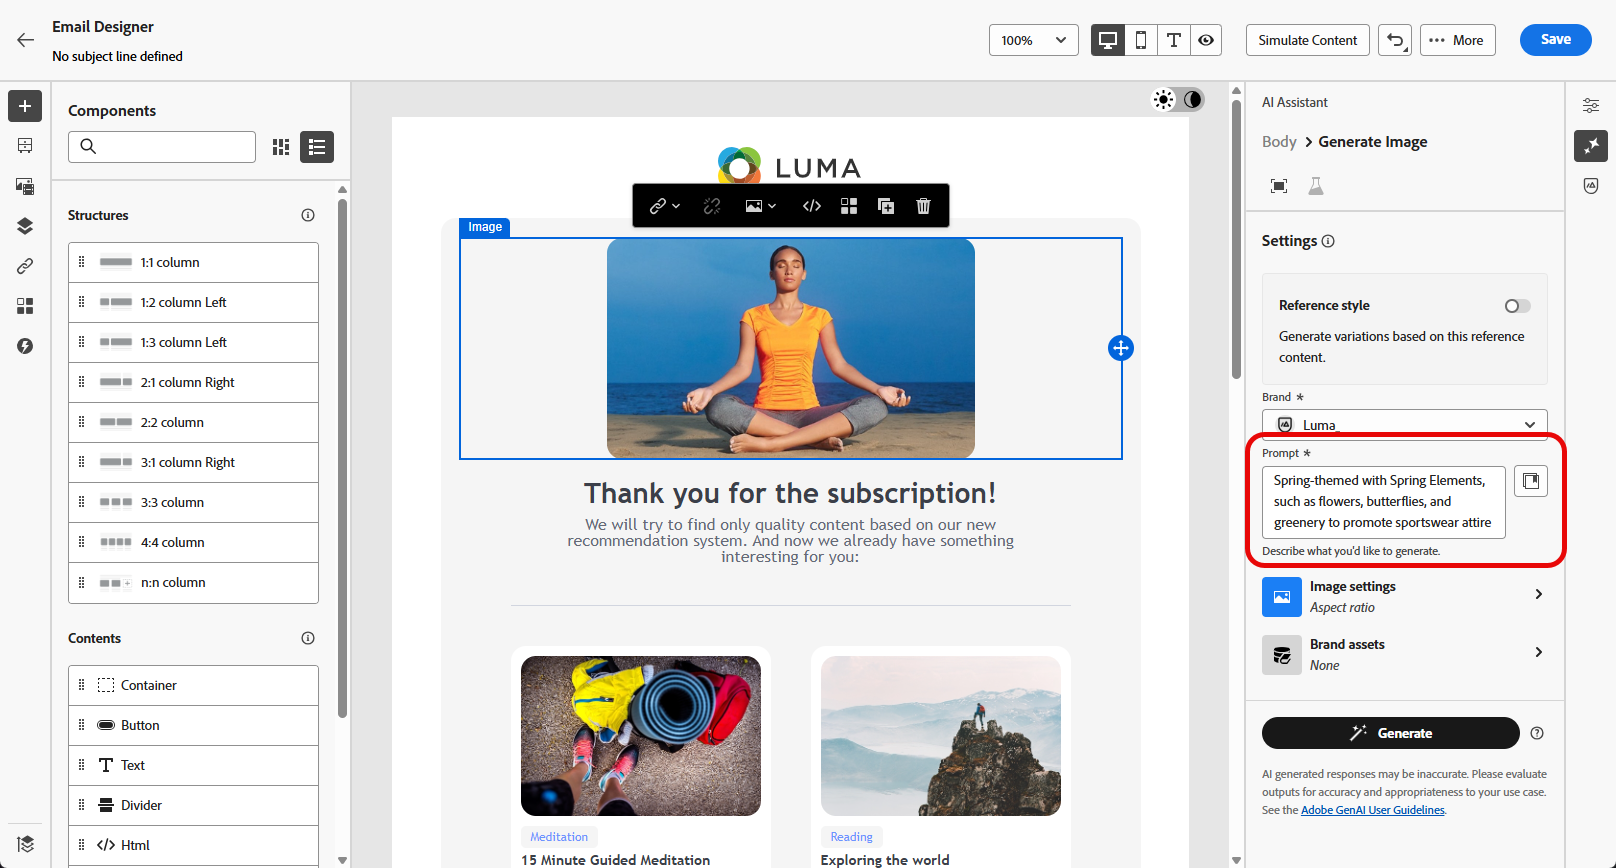 Email Designer
No subject line defined
100%
Simulate Content
More
Save
Components
Structures
1:1 column
1:2 column Left
1:3 column Left
2:1 column Right
2:2 column
3:1 column Right
3:3 column
4:4 column
n:n column
Contents
Container
Button
Text
Divider
Html
LUMA
Image
Thank you for the subscription!
We will try to find only quality content based on our new
recommendation system. And now we already have something
interesting for you:
Meditation
15 Minute Guided Meditation
Reading
Exploring the world
AI Assistant
Body > Generate Image
Settings
Reference style
Generate variations based on this reference
content.
Brand *
Luma_
Prompt *
Spring-themed with Spring Elements,
such as flowers, butterflies, and
greenery to promote sportswear attire
Describe what you'd like to generate.
Image settings
Aspect ratio
Brand assets
None
Generate
AI generated responses may be inaccurate. Please evaluate
outputs for accuracy and appropriateness to your use case.
See the Adobe GenAI User Guidelines.